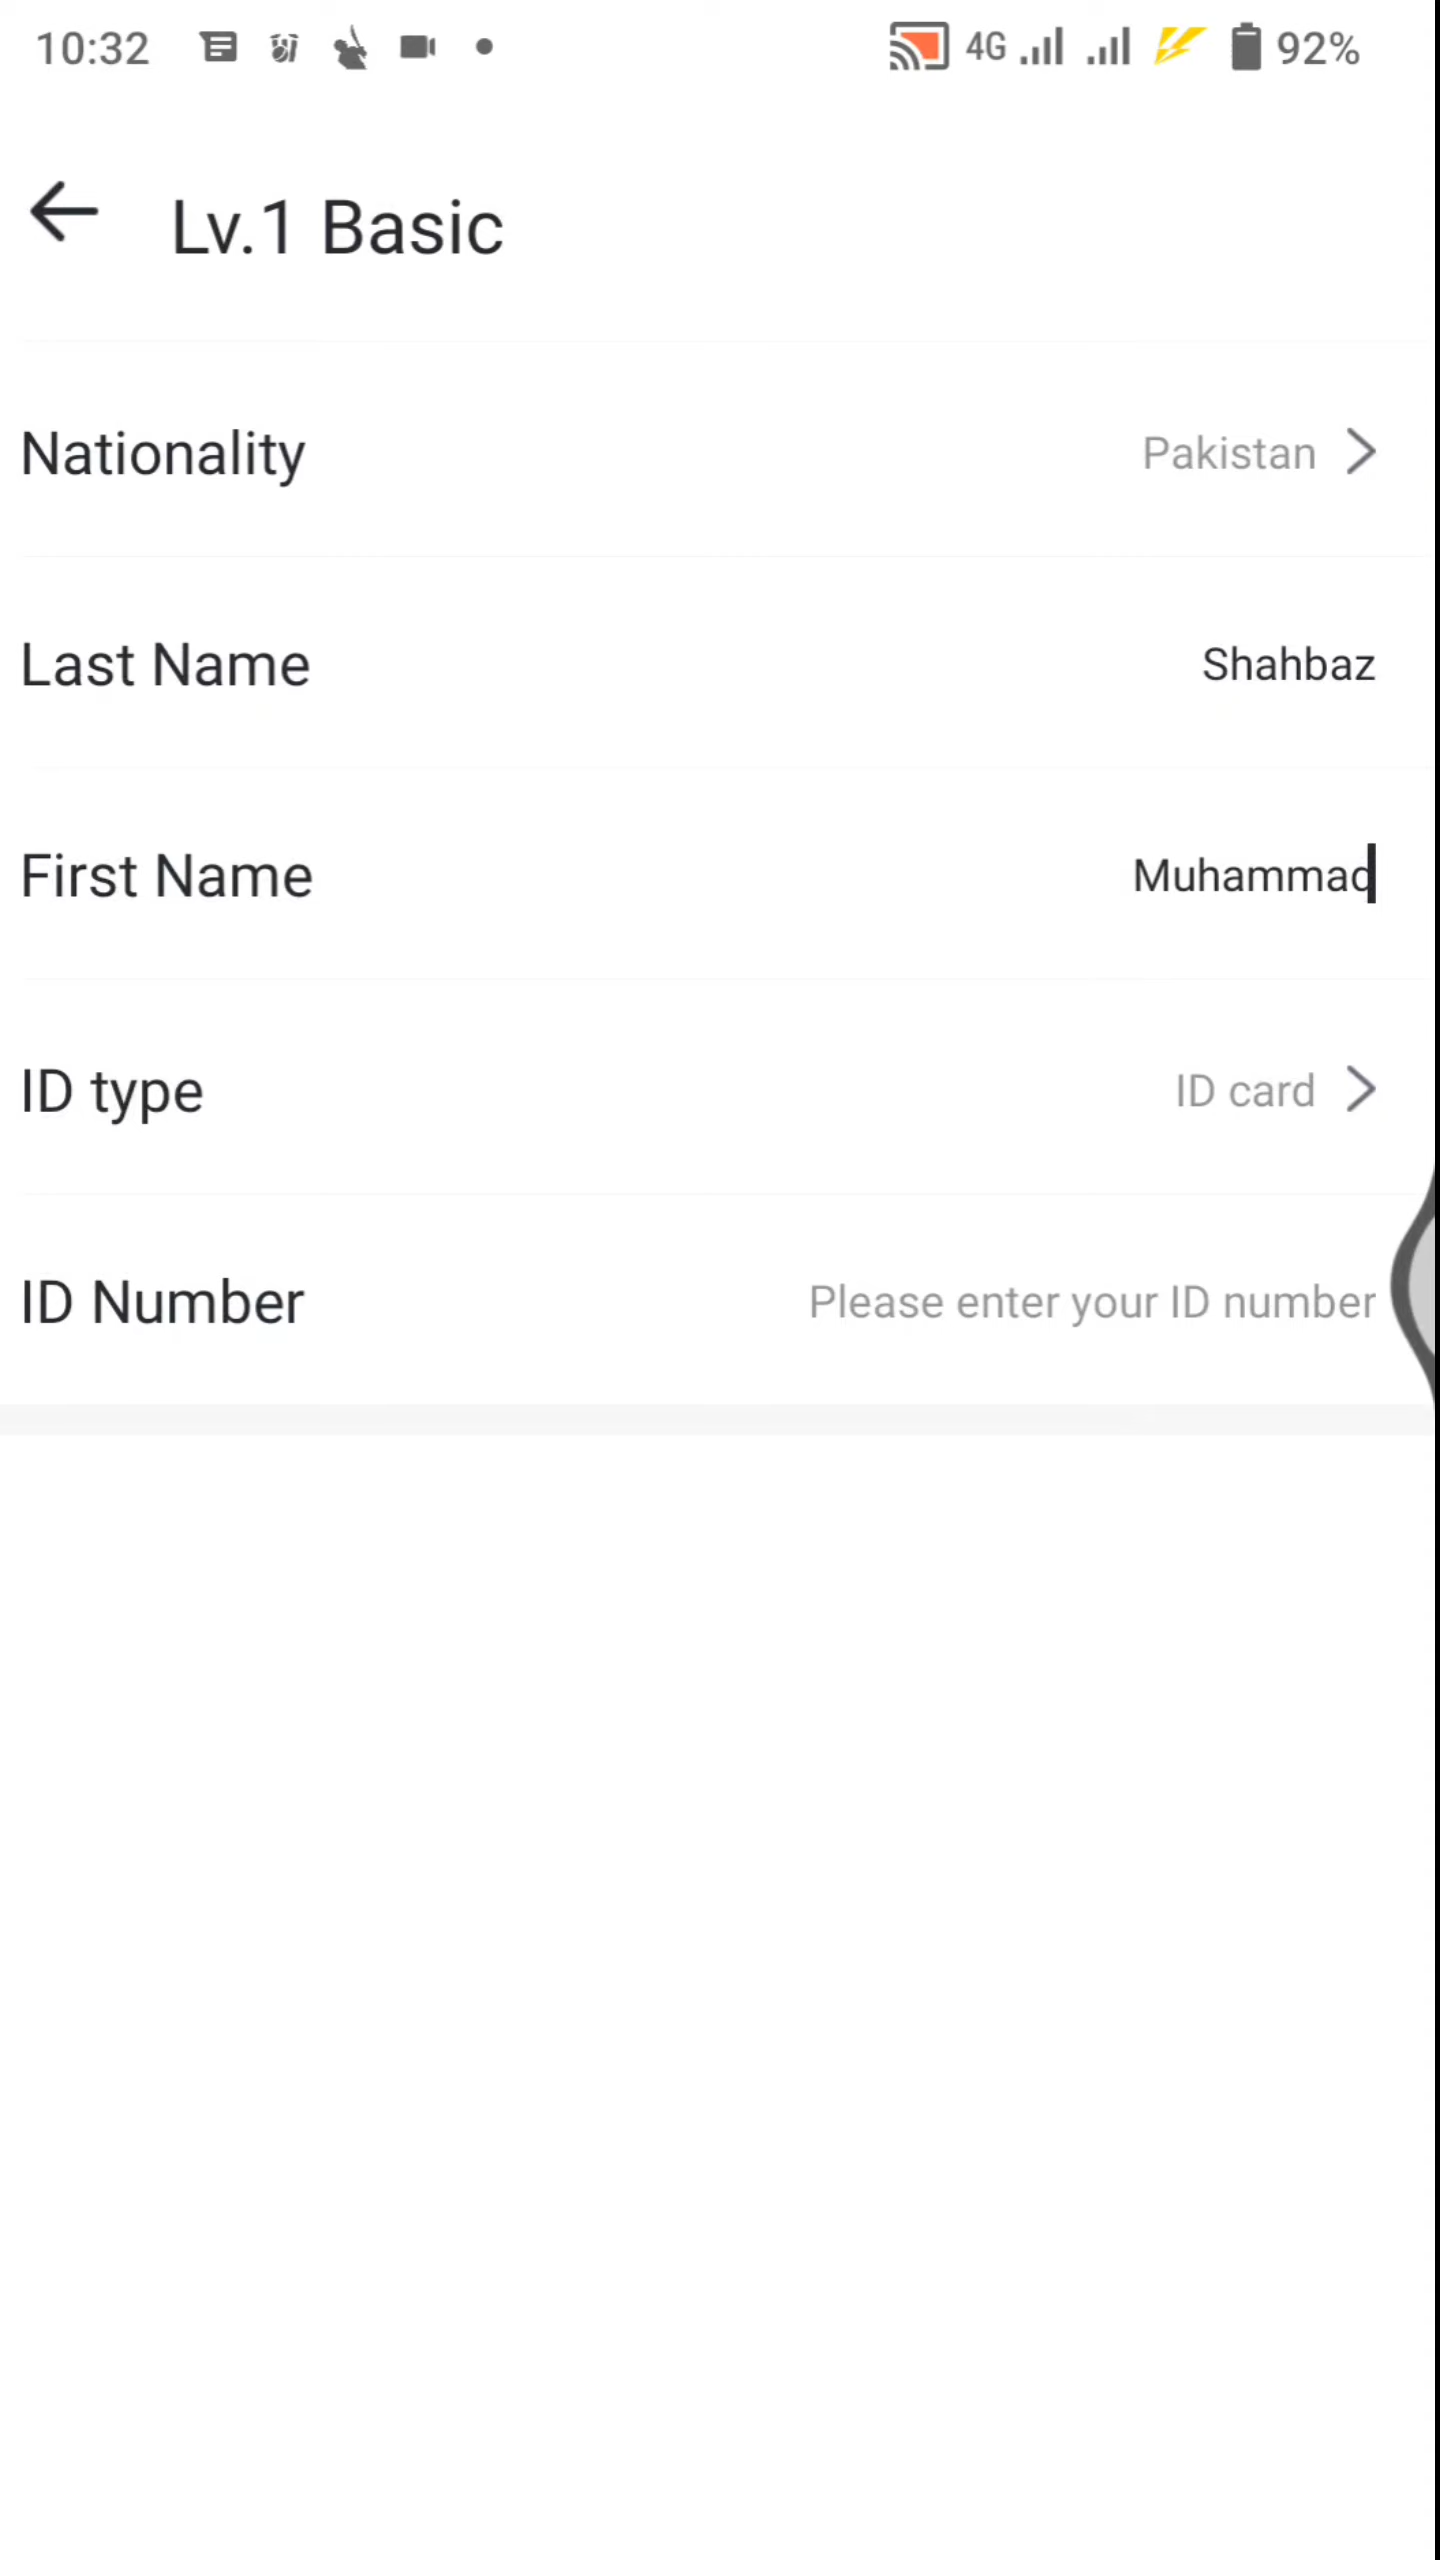 10:32 4G 92%
Lv.1 Basic
Nationality Pakistan
Last Name Shahbaz
First Name Muhammad
ID type ID card
ID Number Please enter your ID number